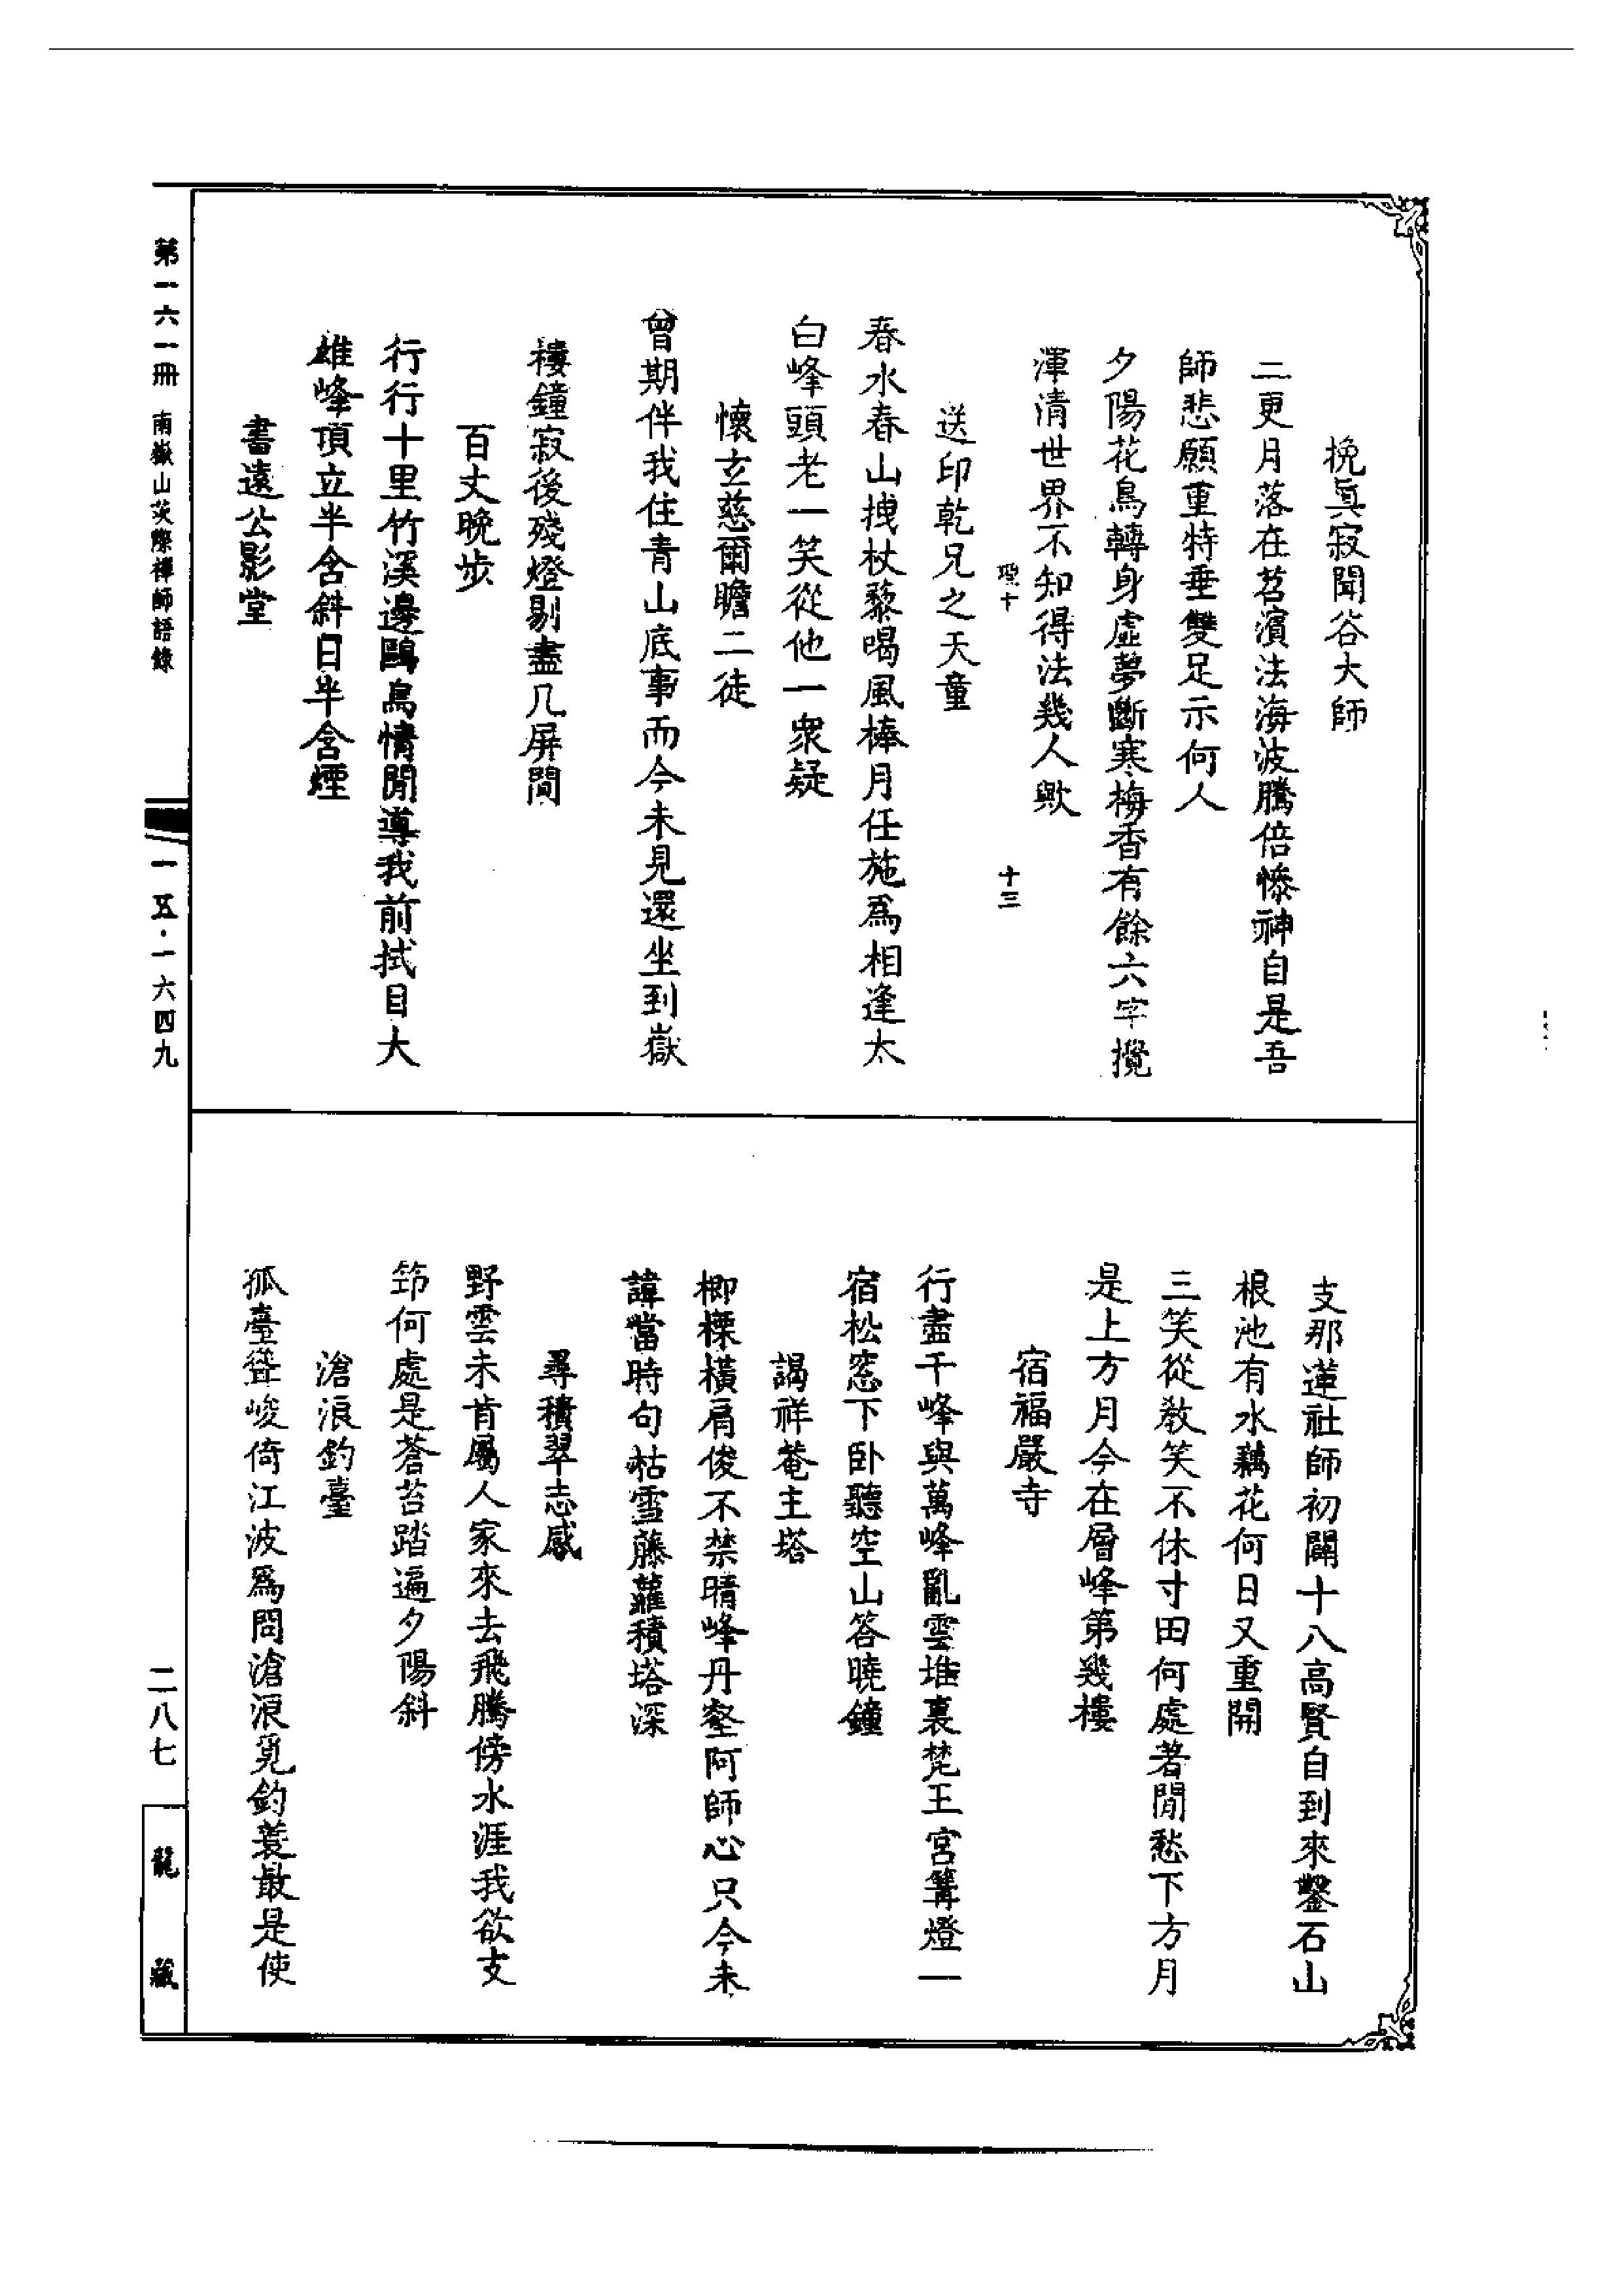 挽眞寂聞谷大師
二更月落在苕濱法海波騰倍慘神自是吾
師悲願重特垂雙足示何人
夕陽花鳥轉身虛夢斷寒梅香有餘六字攪
渾清世界不知得法幾人歟
十三
送印乾兄之天童
春水春山拽杖藜喝風棒月任施爲相逢太
白峰頭老一笑從他一衆疑
懷玄慈爾瞻二徒
曾期伴我住青山底事而今未見還坐到嶽
樓鐘寂後殘燈剔盡几屏間
百丈晚步
行行十里竹溪邊鷗鳥情閒導我前拭目大
雄峰頂立半含斜日半含煙
書遠公影堂
支那蓮社師初闢十八高賢自到來鑿石山
根池有水藕花何日又重開
三笑從教笑不休寸田何處著閒愁下方月
是上方月今在層峰第幾樓
宿福嚴寺
行盡千峰與萬峰亂雲堆裏梵王宮篝燈一
宿松窓下卧聽空山答曉鐘
謁祥菴主塔
楖樏橫肩俊不禁晴峰丹壑阿師心只今未
諱當時句枯雪藤蘿積塔深
尋積翠志感
野雲未肯屬人家來去飛騰傍水涯我欲支
筇何處是蒼苔踏遍夕陽斜
滄浪釣臺
孤臺聳峻倚江波爲問滄浪覓釣蓑最是使
第一六一冊 南嶽山茨際禪師語錄
一五·一六四九
二八七
龍藏